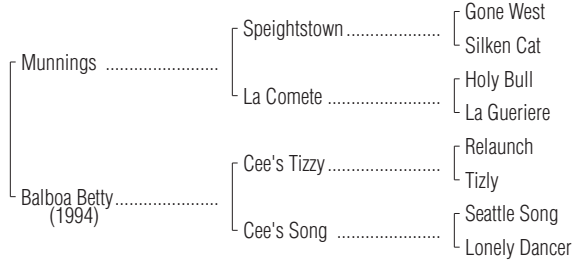 Gone West
Speightstown ........................
Silken Cat
Munnings ........................
Holy Bull
La Comete ........................
La Gueriere
Relaunch
Cee's Tizzy ........................
Tizly
Balboa Betty ......................
(1994)
Seattle Song
Cee's Song ......................
Lonely Dancer